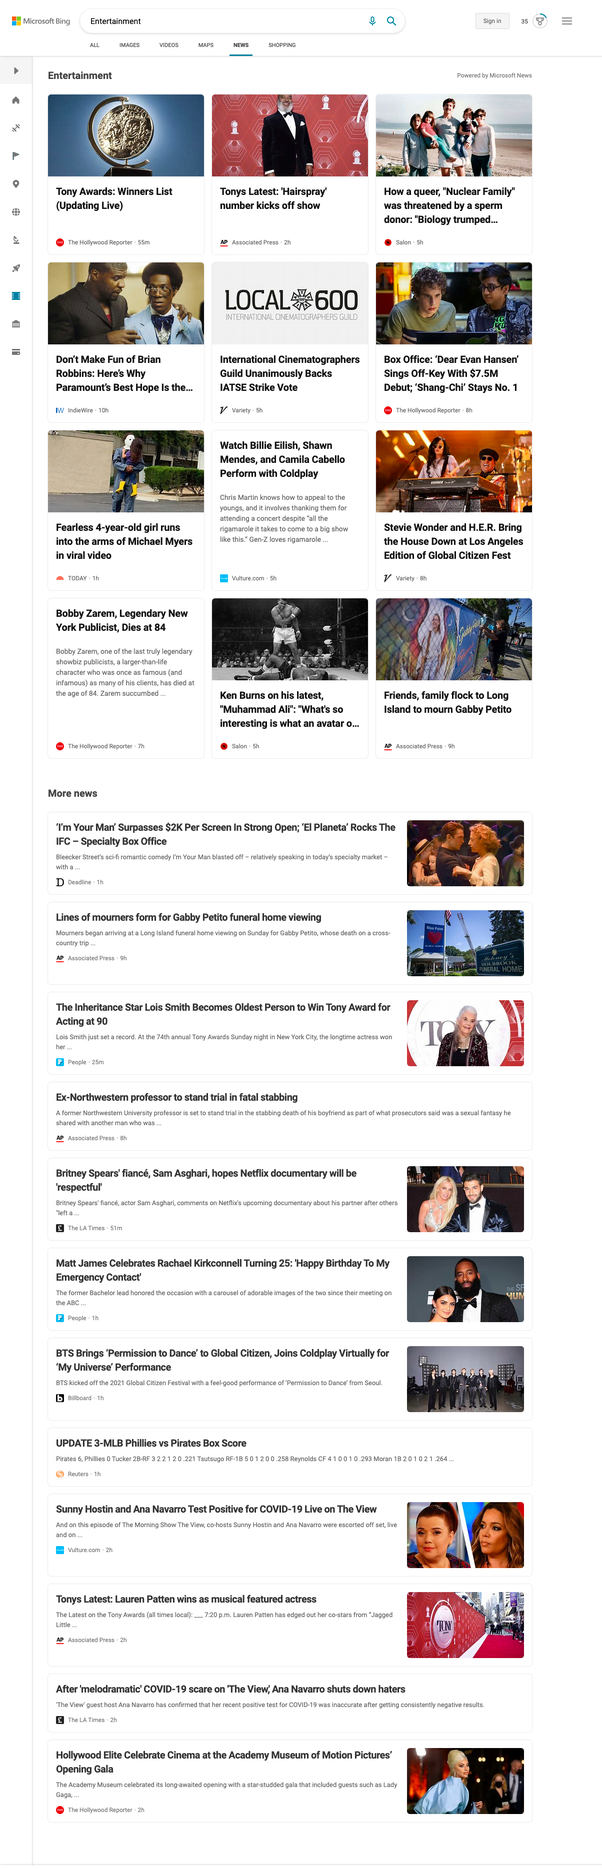 Microsoft Bing
Entertainment
Sign in
35
ALL
IMAGES
VIDEOS
MAPS
NEWS
SHOPPING
Entertainment
Powered by Microsoft News
Tony Awards: Winners List
(Updating Live)
The Hollywood Reporter · 55m
Tonys Latest: 'Hairspray'
number kicks off show
AP Associated Press · 2h
How a queer, "Nuclear Family"
was threatened by a sperm
donor: "Biology trumped...
Salon · 5h
Don't Make Fun of Brian
Robbins: Here's Why
Paramount's Best Hope Is the...
IndieWire · 10h
LOCAL 600
INTERNATIONAL CINEMATOGRAPHERS GUILD
International Cinematographers
Guild Unanimously Backs
IATSE Strike Vote
Variety · 5h
Box Office: 'Dear Evan Hansen'
Sings Off-Key With $7.5M
Debut; 'Shang-Chi' Stays No. 1
The Hollywood Reporter · 8h
Fearless 4-year-old girl runs
into the arms of Michael Myers
in viral video
TODAY · 1h
Watch Billie Eilish, Shawn
Mendes, and Camila Cabello
Perform with Coldplay
Chris Martin knows how to appeal to the
youngs, and it involves thanking them for
attending a concert despite "all the
rigamarole it takes to come to a big show
like this." Gen-Z loves rigamarole ...
Vulture.com · 5h
Stevie Wonder and H.E.R. Bring
the House Down at Los Angeles
Edition of Global Citizen Fest
Variety · 8h
Bobby Zarem, Legendary New
York Publicist, Dies at 84
Bobby Zarem, one of the last truly legendary
showbiz publicists, a larger-than-life
character who was once as famous (and
infamous) as many of his clients, has died at
the age of 84. Zarem succumbed ...
The Hollywood Reporter · 7h
Ken Burns on his latest,
"Muhammad Ali": "What's so
interesting is what an avatar o...
Salon · 5h
Friends, family flock to Long
Island to mourn Gabby Petito
AP Associated Press · 9h
More news
'I'm Your Man' Surpasses $2K Per Screen In Strong Open; 'El Planeta' Rocks The
IFC – Specialty Box Office
Bleecker Street's sci-fi romantic comedy I'm Your Man blasted off – relatively speaking in today's specialty market –
with a ...
Deadline · 1h
Lines of mourners form for Gabby Petito funeral home viewing
Mourners began arriving at a Long Island funeral home viewing on Sunday for Gabby Petito, whose death on a cross-
country trip ...
AP Associated Press · 9h
FUNERAL HOME
The Inheritance Star Lois Smith Becomes Oldest Person to Win Tony Award for
Acting at 90
Lois Smith just set a record. At the 74th annual Tony Awards Sunday night in New York City, the longtime actress won
her ...
People · 25m
Ex-Northwestern professor to stand trial in fatal stabbing
A former Northwestern University professor is set to stand trial in the stabbing death of his boyfriend as part of what prosecutors said was a sexual fantasy he
shared with another man who was ...
AP Associated Press · 8h
Britney Spears' fiancé, Sam Asghari, hopes Netflix documentary will be
'respectful'
Britney Spears' fiancé, actor Sam Asghari, comments on Netflix's upcoming documentary about his partner after others
"left a ...
The LA Times · 51m
Matt James Celebrates Rachael Kirkconnell Turning 25: 'Happy Birthday To My
Emergency Contact'
The former Bachelor lead honored the occasion with a carousel of adorable images of the two since their meeting on
the ABC ...
People · 1h
BTS Brings 'Permission to Dance' to Global Citizen, Joins Coldplay Virtually for
'My Universe' Performance
BTS kicked off the 2021 Global Citizen Festival with a feel-good performance of 'Permission to Dance' from Seoul.
Billboard · 1h
UPDATE 3-MLB Phillies vs Pirates Box Score
Pirates 6, Phillies 0 Tucker 2B-RF 3 2 2 1 2 0 .221 Tsutsugo RF-1B 5 0 1 2 0 0 .258 Reynolds CF 4 1 0 0 1 0 .293 Moran 1B 2 0 1 0 2 1 .264 ...
Reuters · 1h
Sunny Hostin and Ana Navarro Test Positive for COVID-19 Live on The View
And on this episode of The Morning Show The View, co-hosts Sunny Hostin and Ana Navarro were escorted off set, live
and on ...
Vulture.com · 2h
Tonys Latest: Lauren Patten wins as musical featured actress
The Latest on the Tony Awards (all times local): ___ 7:20 p.m. Lauren Patten has edged out her co-stars from "Jagged
Little ...
AP Associated Press · 2h
TONY
After 'melodramatic' COVID-19 scare on 'The View,' Ana Navarro shuts down haters
'The View' guest host Ana Navarro has confirmed that her recent positive test for COVID-19 was inaccurate after getting consistently negative results.
The LA Times · 2h
Hollywood Elite Celebrate Cinema at the Academy Museum of Motion Pictures'
Opening Gala
The Academy Museum celebrated its long-awaited opening with a star-studded gala that included guests such as Lady
Gaga, ...
The Hollywood Reporter · 2h